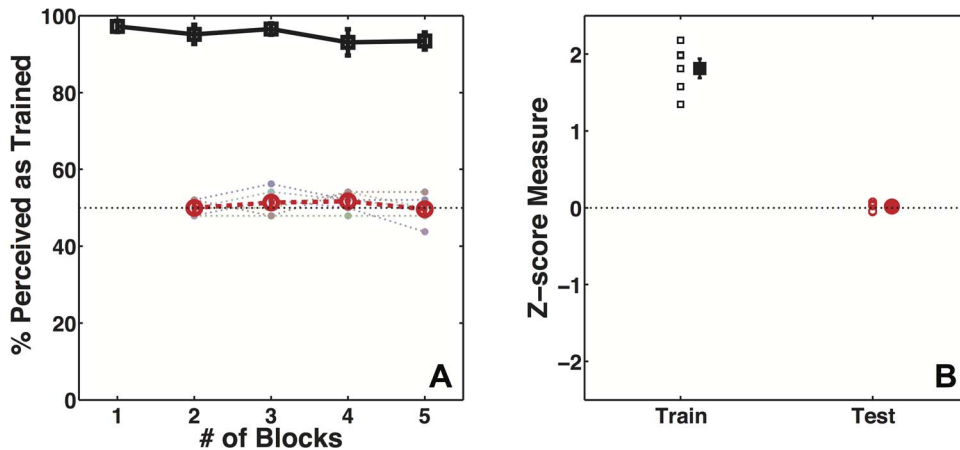 % Perceived as Trained
100
80
60
40
20
0
1 2 3 4 5
# of Blocks
A
Z-score Measure
2
1
0
−1
−2
Train Test
B